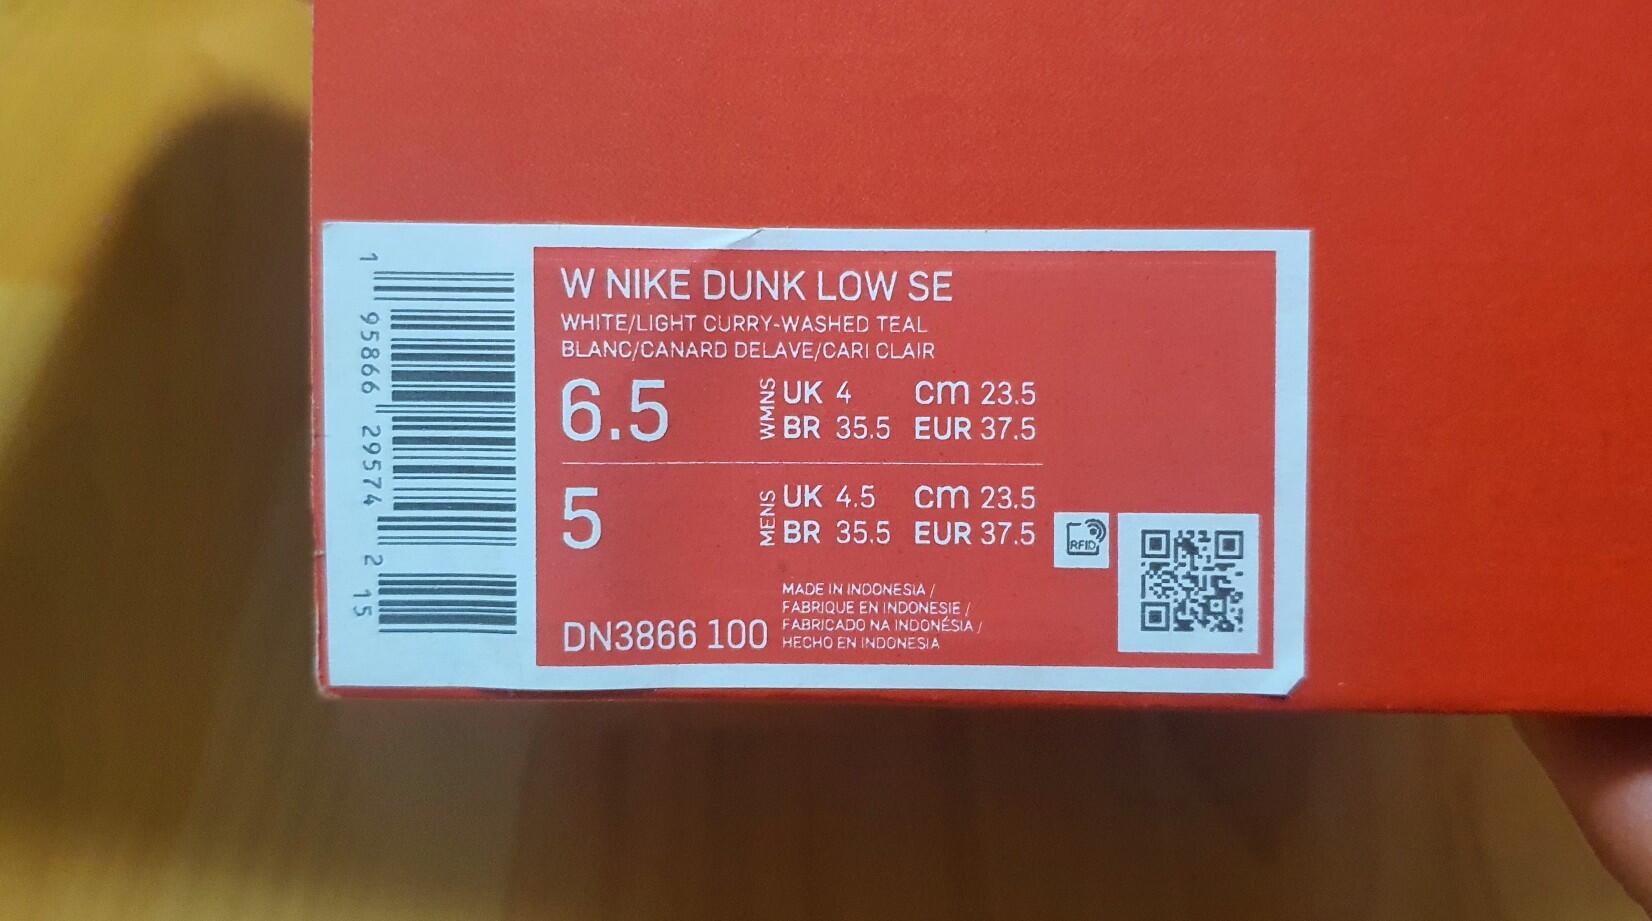 1 95866 29574 2 15
W NIKE DUNK LOW SE
WHITE/LIGHT CURRY-WASHED TEAL
BLANC/CANARD DELAVE/CARI CLAIR
6.5
WMNS
UK 4 cm 23.5
BR 35.5 EUR 37.5
5
MENS
UK 4.5 cm 23.5
BR 35.5 EUR 37.5
RFID
DN3866 100
MADE IN INDONESIA /
FABRIQUE EN INDONESIE /
FABRICADO NA INDONÉSIA /
HECHO EN INDONESIA